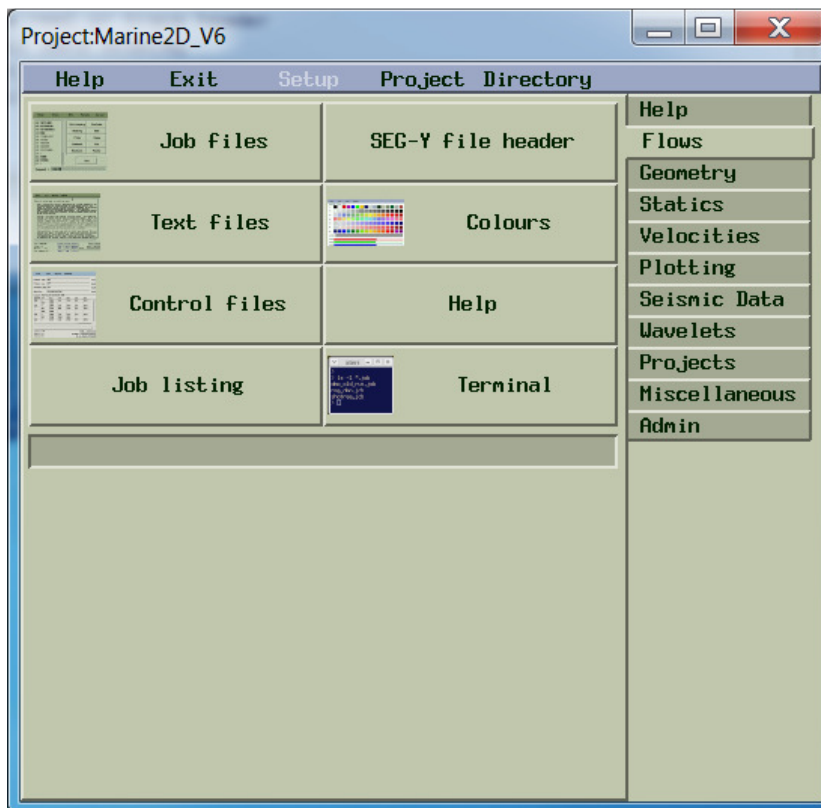 Project:Marine2D_V6
Help Exit Setup Project Directory
Job files
SEG-Y file header
Text files
Colours
Control files
Help
Job listing
Terminal
Help
Flows
Geometry
Statics
Velocities
Plotting
Seismic Data
Wavelets
Projects
Miscellaneous
Admin